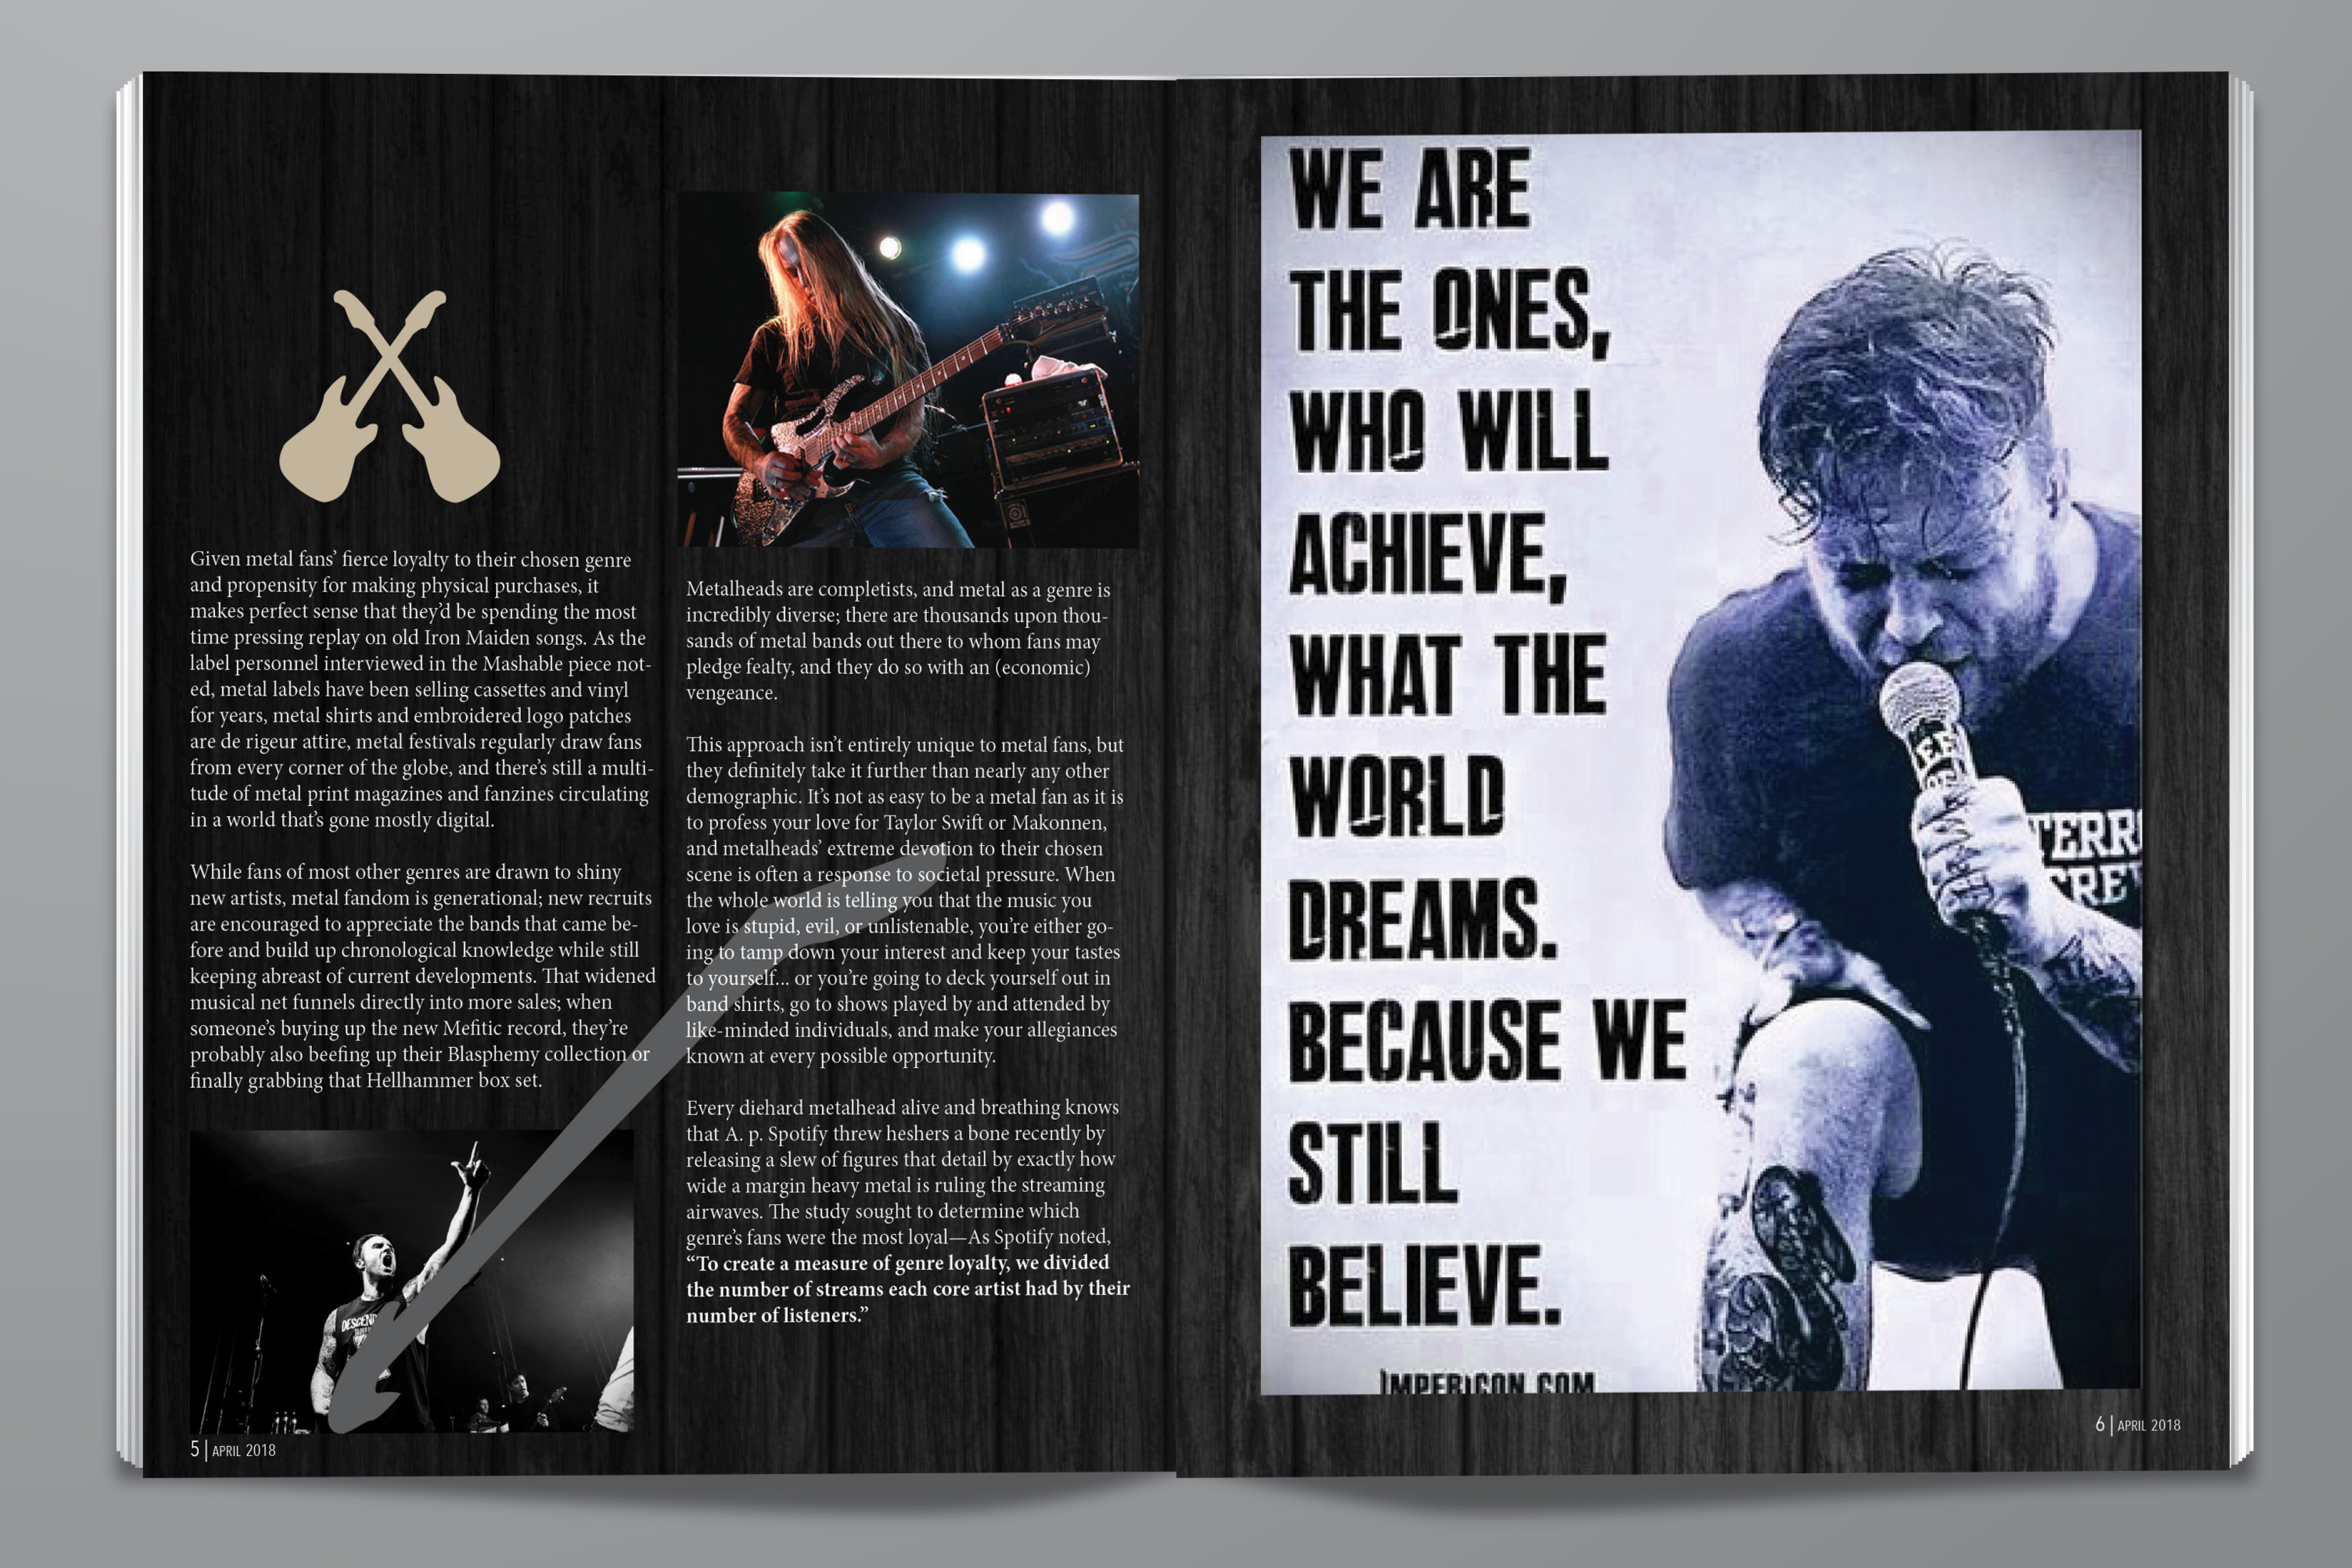 Given metal fans’ fierce loyalty to their chosen genre
and propensity for making physical purchases, it
makes perfect sense that they’d be spending the most
time pressing replay on old Iron Maiden songs. As the
label personnel interviewed in the Mashable piece not-
ed, metal labels have been selling cassettes and vinyl
for years, metal shirts and embroidered logo patches
are de rigeur attire, metal festivals regularly draw fans
from every corner of the globe, and there’s still a multi-
tude of metal print magazines and fanzines circulating
in a world that’s gone mostly digital.
While fans of most other genres are drawn to shiny
new artists, metal fandom is generational; new recruits
are encouraged to appreciate the bands that came be-
fore and build up chronological knowledge while still
keeping abreast of current developments. That widened
musical net funnels directly into more sales; when
someone’s buying up the new Mefitic record, they’re
probably also beefing up their Blasphemy collection or
finally grabbing that Hellhammer box set.
DESCEN
5 | APRIL 2018
Metalheads are completists, and metal as a genre is
incredibly diverse; there are thousands upon thou-
sands of metal bands out there to whom fans may
pledge fealty, and they do so with an (economic)
vengeance.
This approach isn’t entirely unique to metal fans, but
they definitely take it further than nearly any other
demographic. It’s not as easy to be a metal fan as it is
to profess your love for Taylor Swift or Makonnen,
and metalheads’ extreme devotion to their chosen
scene is often a response to societal pressure. When
the whole world is telling you that the music you
love is stupid, evil, or unlistenable, you’re either go-
ing to tamp down your interest and keep your tastes
to yourself... or you’re going to deck yourself out in
band shirts, go to shows played by and attended by
like-minded individuals, and make your allegiances
known at every possible opportunity.
Every diehard metalhead alive and breathing knows
that A. p. Spotify threw heshers a bone recently by
releasing a slew of figures that detail by exactly how
wide a margin heavy metal is ruling the streaming
airwaves. The study sought to determine which
genre’s fans were the most loyal—As Spotify noted,
“To create a measure of genre loyalty, we divided
the number of streams each core artist had by their
number of listeners.”
WE ARE
THE ONES,
WHO WILL
ACHIEVE,
WHAT THE
WORLD
DREAMS.
BECAUSE WE
STILL
BELIEVE.
IMPERICON.COM
TERR
CRE
6 | APRIL 2018